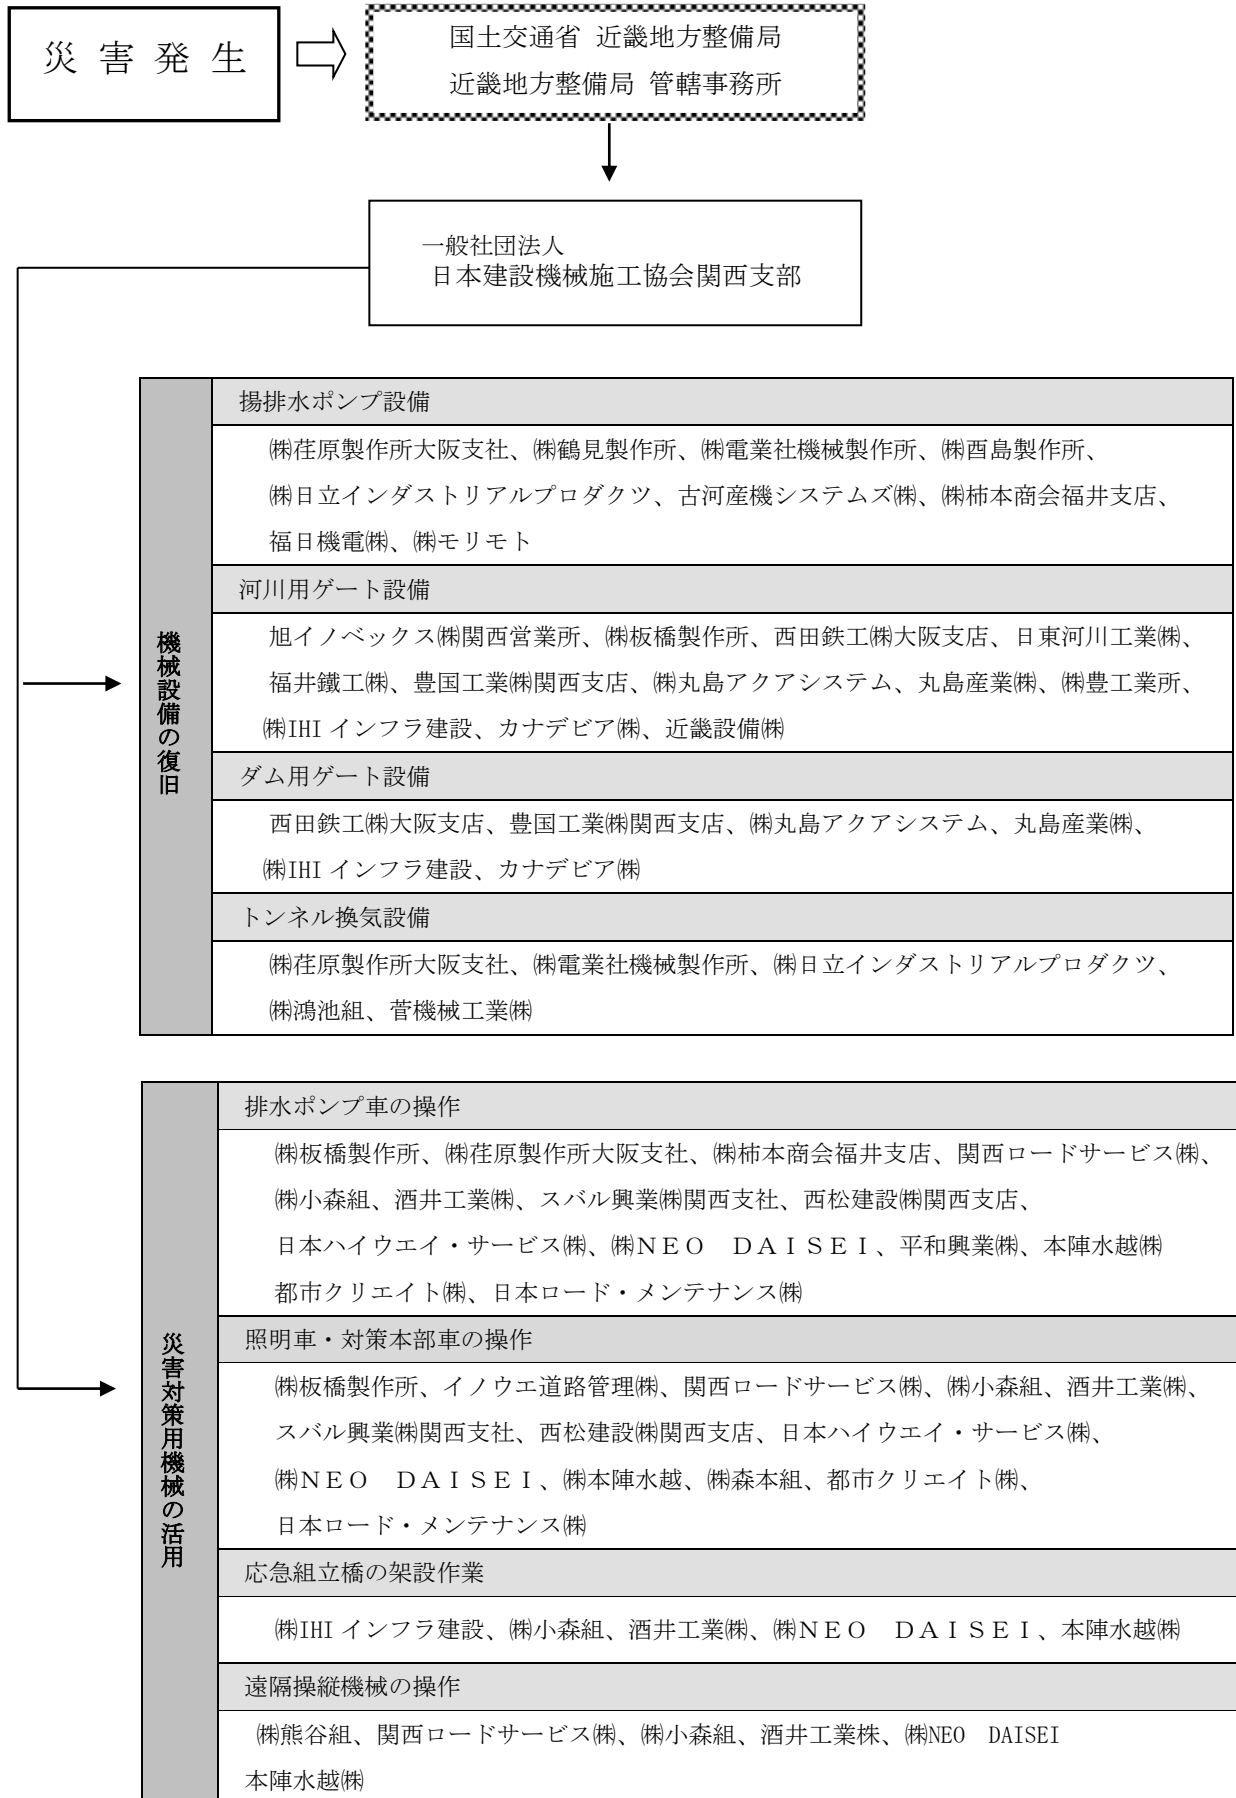 災害発生
国土交通省 近畿地方整備局
近畿地方整備局 管轄事務所
一般社団法人
日本建設機械施工協会関西支部
機械設備の復旧
揚排水ポンプ設備
㈱荏原製作所大阪支社、㈱鶴見製作所、㈱電業社機械製作所、㈱酉島製作所、
㈱日立インダストリアルプロダクツ、古河産機システムズ㈱、㈱柿本商会福井支店、
福日機電㈱、㈱モリモト
河川用ゲート設備
旭イノベックス㈱関西営業所、㈱板橋製作所、西田鉄工㈱大阪支店、日東河川工業㈱、
福井鐵工㈱、豊国工業㈱関西支店、㈱丸島アクアシステム、丸島産業㈱、㈱豊工業所、
㈱IHI インフラ建設、カナデビア㈱、近畿設備㈱
ダム用ゲート設備
西田鉄工㈱大阪支店、豊国工業㈱関西支店、㈱丸島アクアシステム、丸島産業㈱、
㈱IHI インフラ建設、カナデビア㈱
トンネル換気設備
㈱荏原製作所大阪支社、㈱電業社機械製作所、㈱日立インダストリアルプロダクツ、
㈱鴻池組、菅機械工業㈱
災害対策用機械の活用
排水ポンプ車の操作
㈱板橋製作所、㈱荏原製作所大阪支社、㈱柿本商会福井支店、関西ロードサービス㈱、
㈱小森組、酒井工業㈱、スバル興業㈱関西支社、西松建設㈱関西支店、
日本ハイウエイ・サービス㈱、㈱ＮＥＯ　ＤＡＩＳＥＩ、平和興業㈱、本陣水越㈱
都市クリエイト㈱、日本ロード・メンテナンス㈱
照明車・対策本部車の操作
㈱板橋製作所、イノウエ道路管理㈱、関西ロードサービス㈱、㈱小森組、酒井工業㈱、
スバル興業㈱関西支社、西松建設㈱関西支店、日本ハイウエイ・サービス㈱、
㈱ＮＥＯ　ＤＡＩＳＥＩ、㈱本陣水越、㈱森本組、都市クリエイト㈱、
日本ロード・メンテナンス㈱
応急組立橋の架設作業
㈱IHI インフラ建設、㈱小森組、酒井工業㈱、㈱ＮＥＯ　ＤＡＩＳＥＩ、本陣水越㈱
遠隔操縦機械の操作
㈱熊谷組、関西ロードサービス㈱、㈱小森組、酒井工業株、㈱NEO　DAISEI
本陣水越㈱